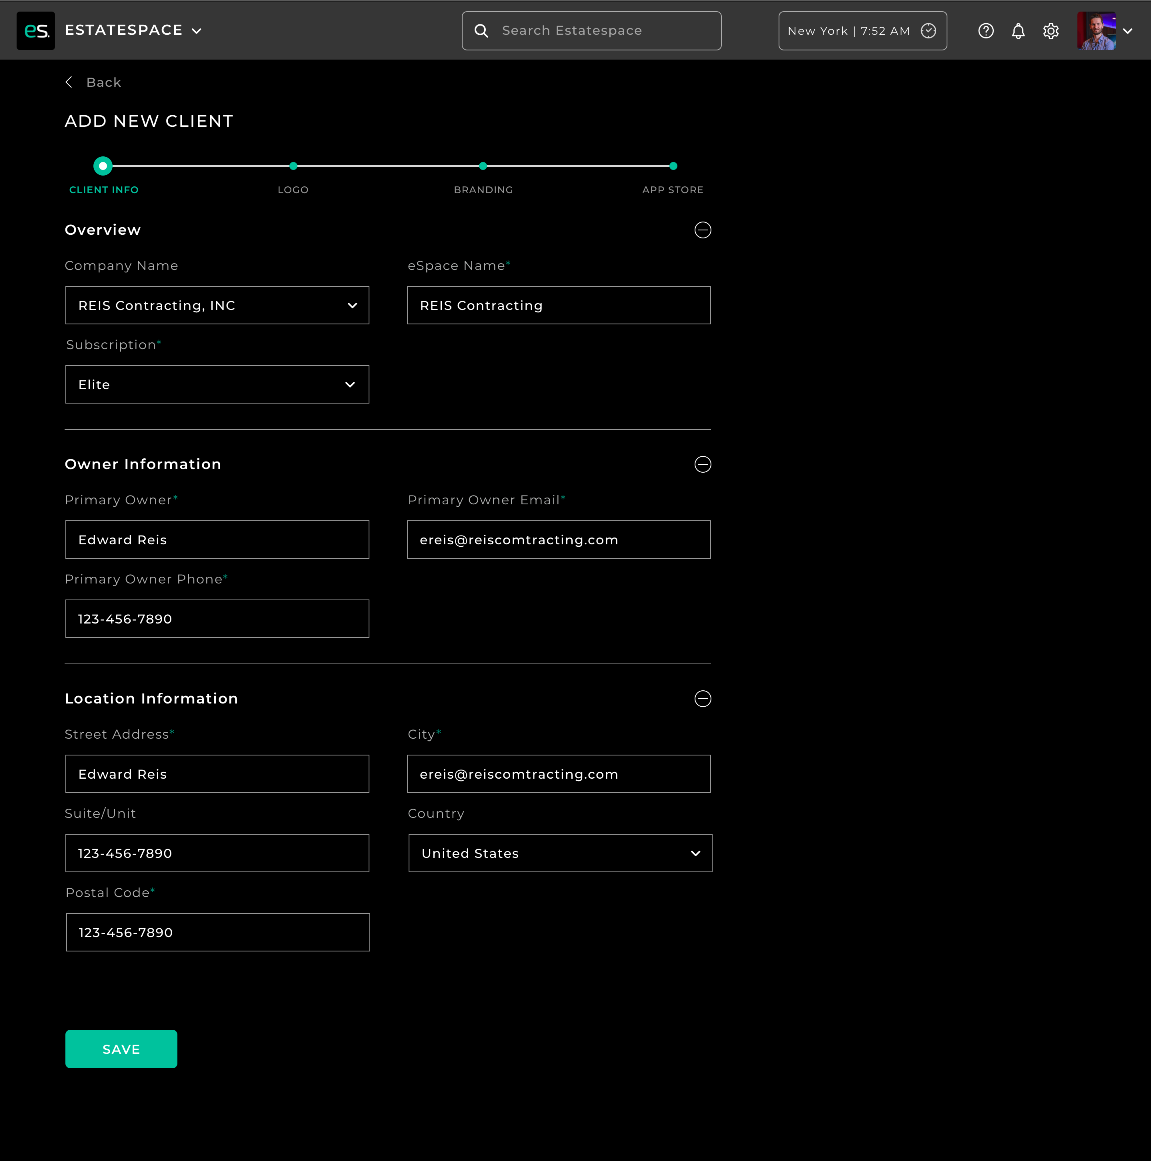 es. ESTATESPACE
Search Estatespace
New York | 7:52 AM
Back
ADD NEW CLIENT
CLIENT INFO LOGO BRANDING APP STORE
Overview
Company Name eSpace Name*
REIS Contracting, INC REIS Contracting
Subscription*
Elite
Owner Information
Primary Owner* Primary Owner Email*
Edward Reis ereis@reiscomtracting.com
Primary Owner Phone*
123-456-7890
Location Information
Street Address* City*
Edward Reis ereis@reiscomtracting.com
Suite/Unit Country
123-456-7890 United States
Postal Code*
123-456-7890
SAVE